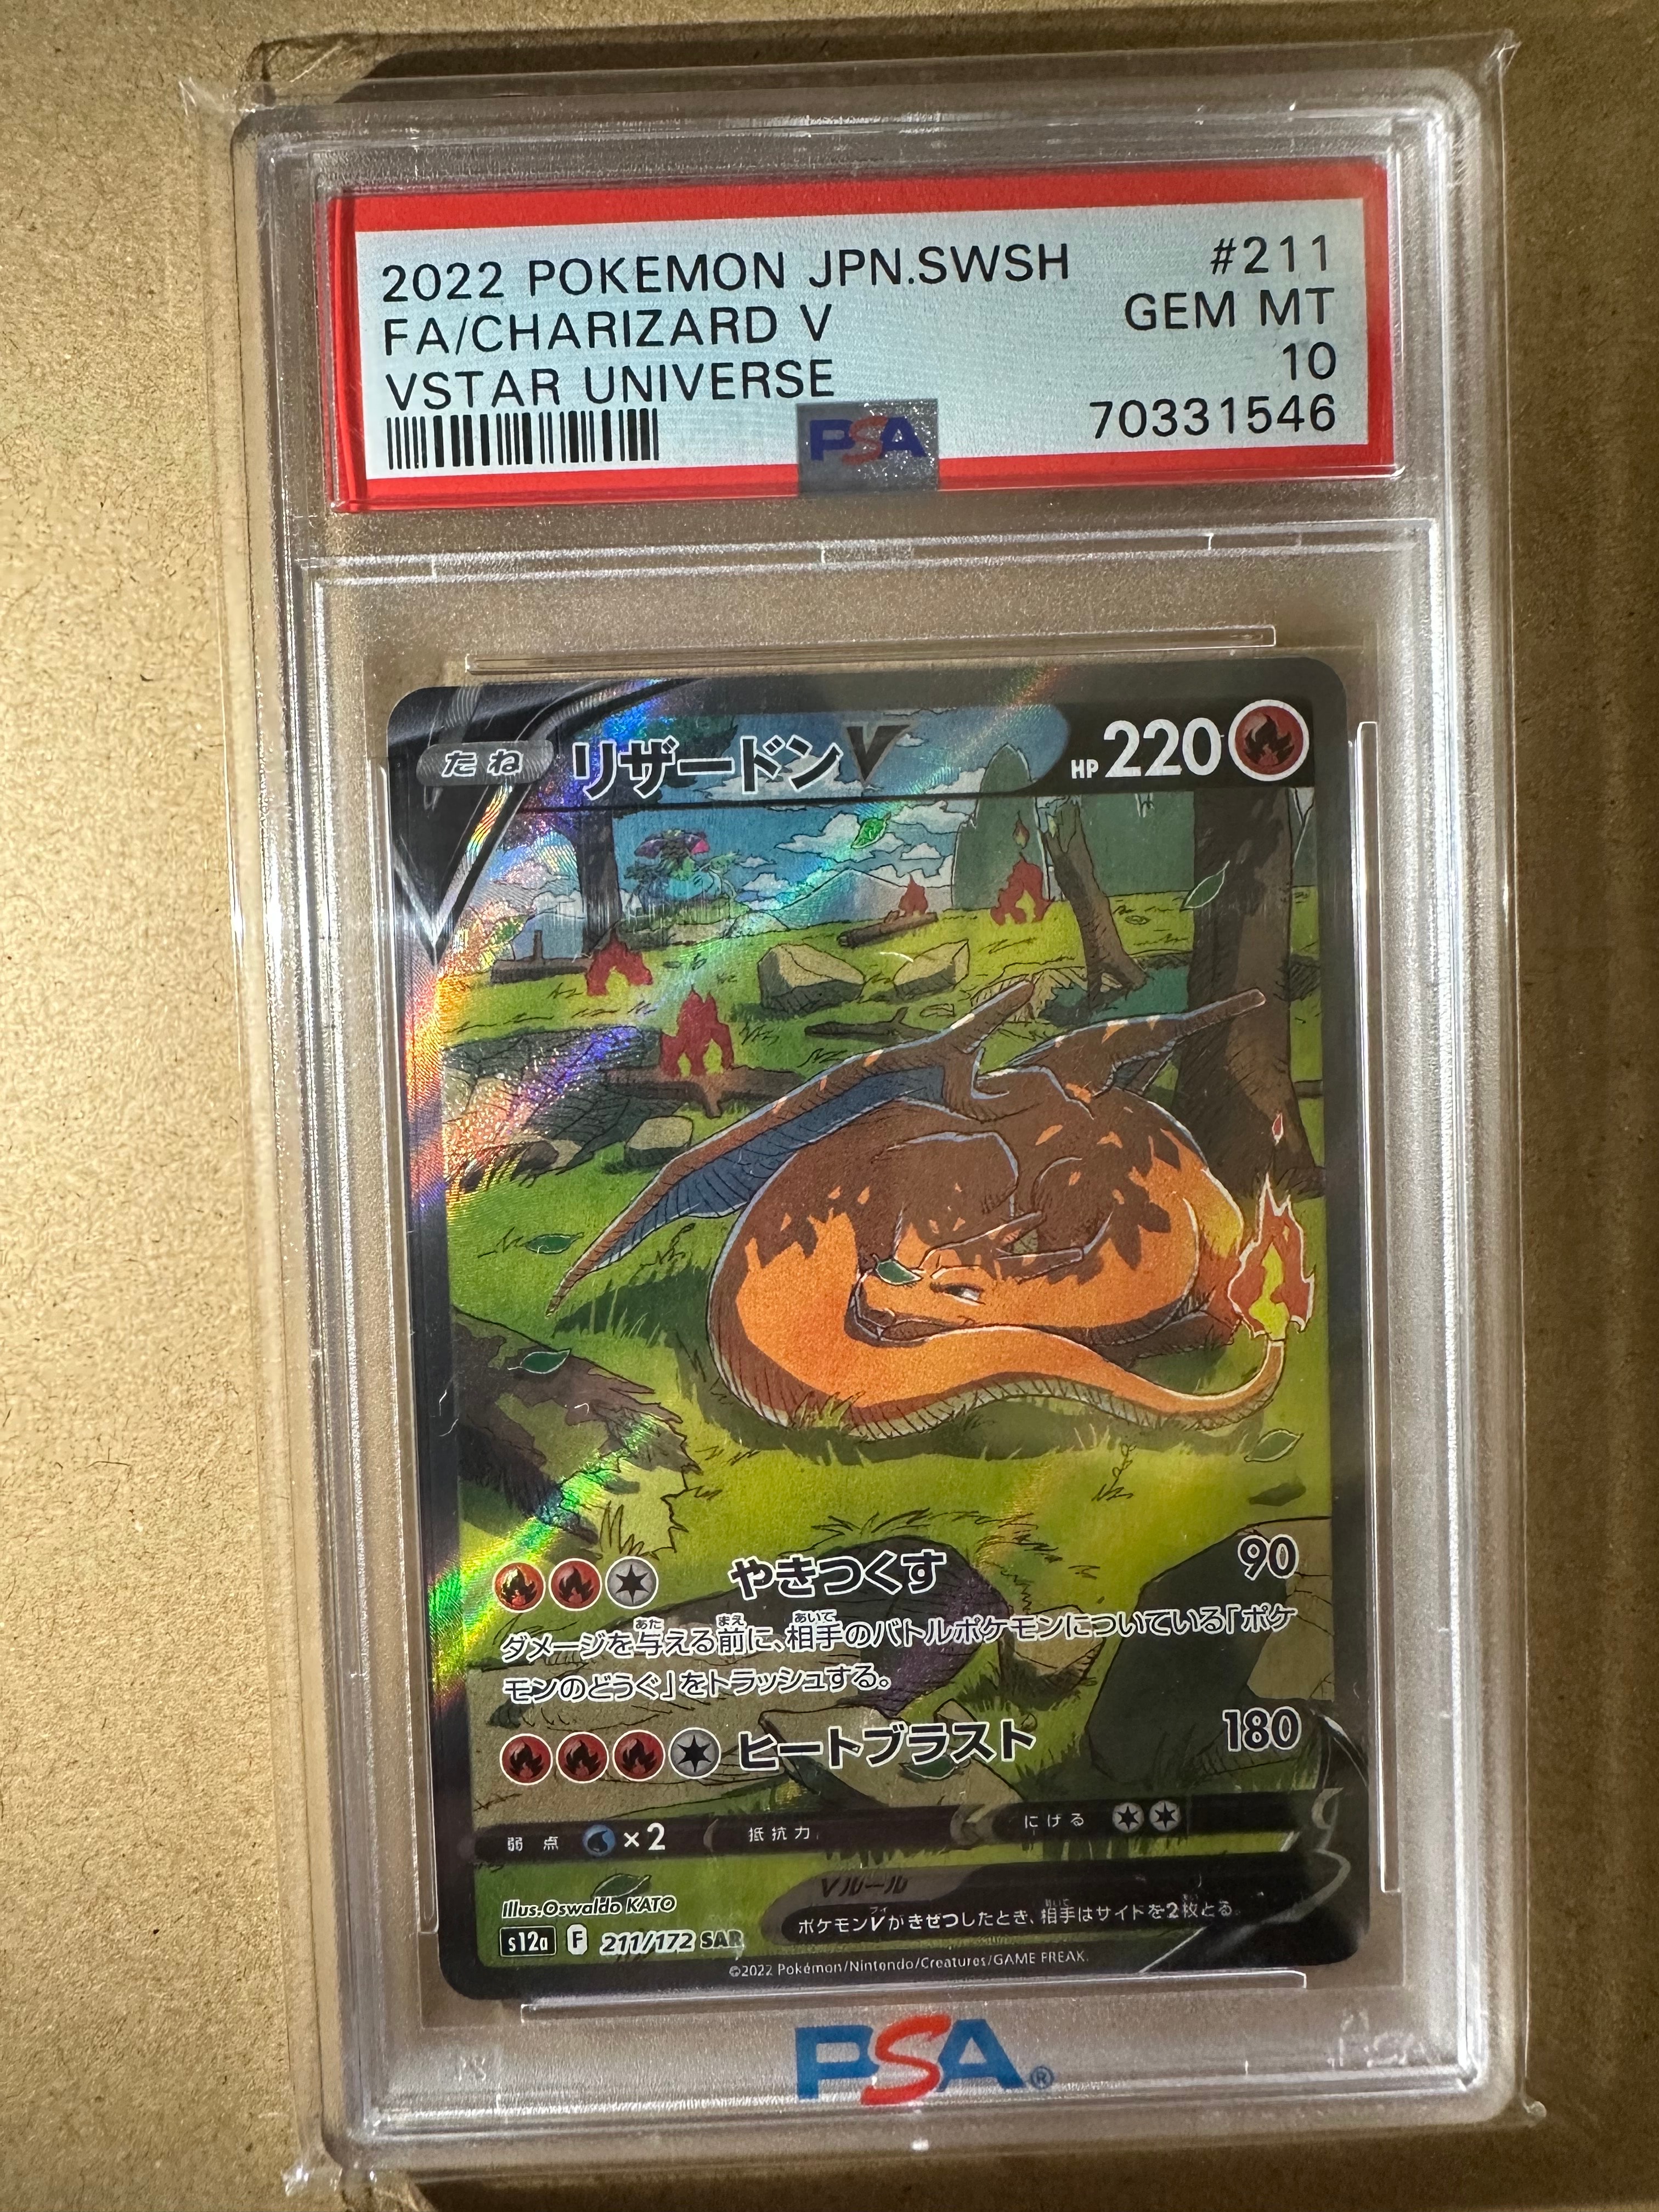 2022 POKEMON JPN.SWSH #211
FA/CHARIZARD V GEM MT
VSTAR UNIVERSE 10
70331546
PSA
たね リザードンV HP 220
やきつくす 90
ダメージを与える前に、相手のバトルポケモンについている「ポケ
モンのどうぐ」をトラッシュする。
ヒートブラスト 180
弱点 ×2 抵抗力 にげる
Illus.Oswaldo KATO
Vルール
ポケモンVがきぜつしたとき、相手はサイドを2枚とる。
s12a F 211/172 SAR
©2022 Pokémon/Nintendo/Creatures/GAME FREAK.
PSA®